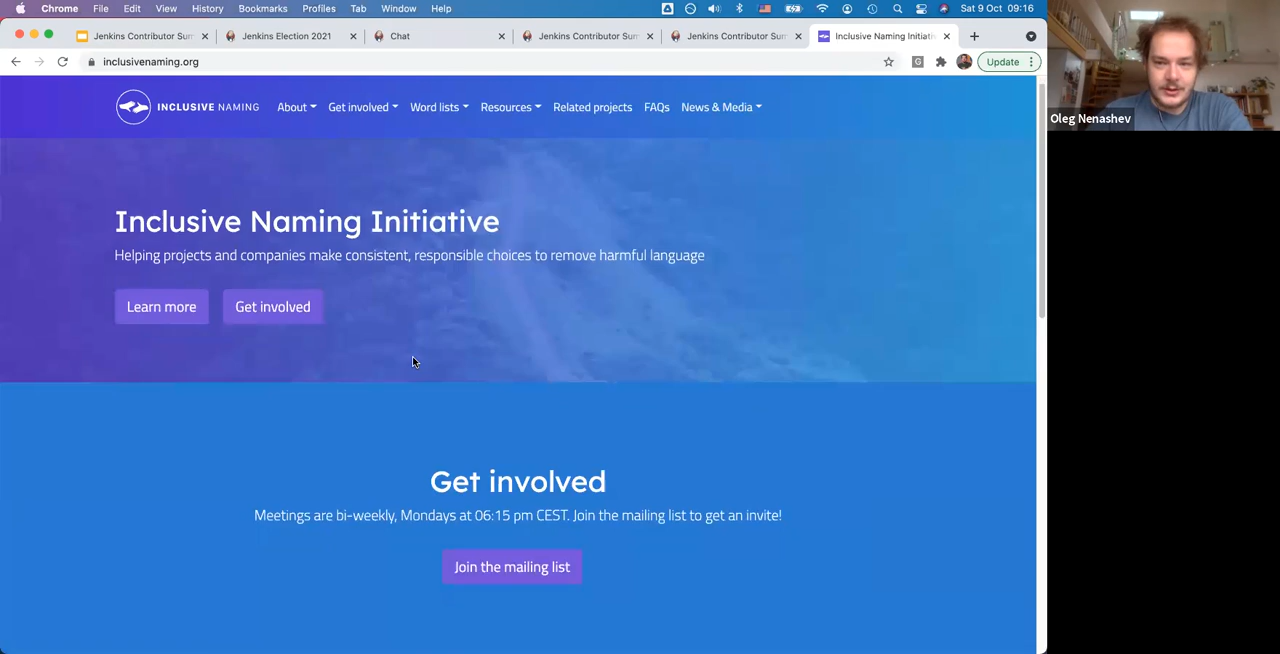 Chrome File Edit View History Bookmarks Profiles Tab Window Help Sat 9 Oct 09:16
Jenkins Contributor Sum Jenkins Election 2021 Chat Jenkins Contributor Sum Jenkins Contributor Sum Inclusive Naming Initiativ
inclusivenaming.org Update
INCLUSIVE NAMING About Get involved Word lists Resources Related projects FAQs News & Media
Oleg Nenashev
Inclusive Naming Initiative
Helping projects and companies make consistent, responsible choices to remove harmful language
Learn more Get involved
Get involved
Meetings are bi-weekly, Mondays at 06:15 pm CEST. Join the mailing list to get an invite!
Join the mailing list